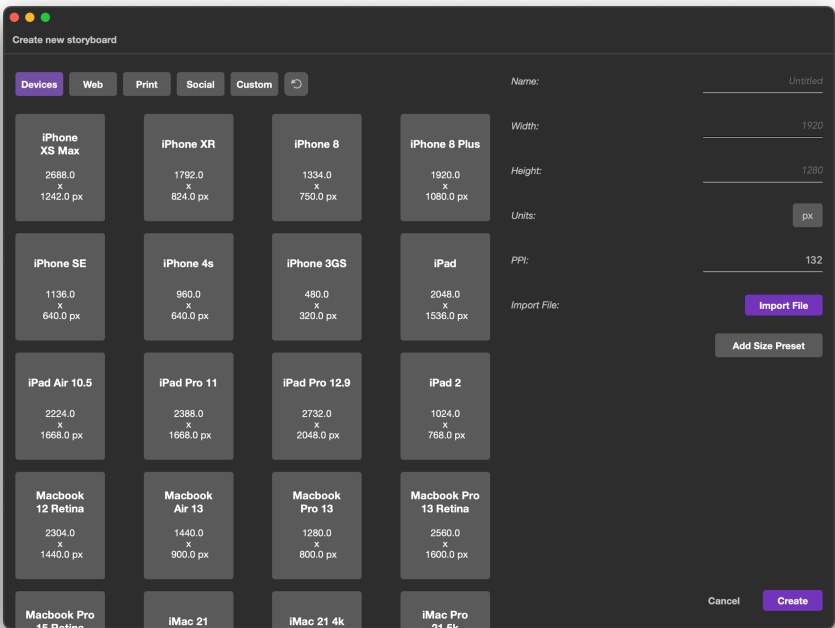 Create new storyboard
Devices
Web
Print
Social
Custom
iPhone
XS Max
2688.0
x
1242.0 px
iPhone XR
1792.0
x
824.0 px
iPhone 8
1334.0
x
750.0 px
iPhone 8 Plus
1920.0
x
1080.0 px
iPhone SE
1136.0
x
640.0 px
iPhone 4s
960.0
x
640.0 px
iPhone 3GS
480.0
x
320.0 px
iPad
2048.0
x
1536.0 px
iPad Air 10.5
2224.0
x
1668.0 px
iPad Pro 11
2388.0
x
1668.0 px
iPad Pro 12.9
2732.0
x
2048.0 px
iPad 2
1024.0
x
768.0 px
Macbook
12 Retina
2304.0
x
1440.0 px
Macbook
Air 13
1440.0
x
900.0 px
Macbook
Pro 13
1280.0
x
800.0 px
Macbook Pro
13 Retina
2560.0
x
1600.0 px
Macbook Pro
15 Retina
iMac 21
iMac 21 4k
iMac Pro
21 5k
Name:
Untitled
Width:
1920
Height:
1280
Units:
px
PPI:
132
Import File:
Import File
Add Size Preset
Cancel
Create